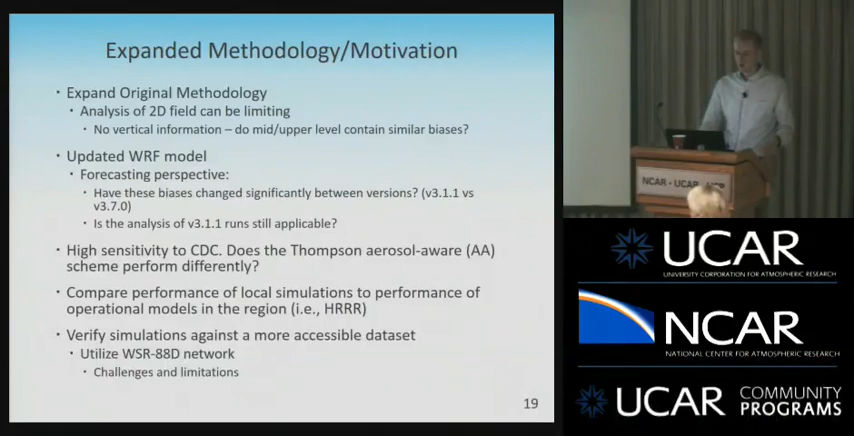 Expanded Methodology/Motivation
· Expand Original Methodology
· Analysis of 2D field can be limiting
· No vertical information – do mid/upper level contain similar biases?
· Updated WRF model
· Forecasting perspective:
· Have these biases changed significantly between versions? (v3.1.1 vs
v3.7.0)
· Is the analysis of v3.1.1 runs still applicable?
· High sensitivity to CDC. Does the Thompson aerosol-aware (AA)
scheme perform differently?
· Compare performance of local simulations to performance of
operational models in the region (i.e., HRRR)
· Verify simulations against a more accessible dataset
· Utilize WSR-88D network
· Challenges and limitations
19
NCAR - UCAR - UCP
UCAR
UNIVERSITY CORPORATION FOR ATMOSPHERIC RESEARCH
NCAR
NATIONAL CENTER FOR ATMOSPHERIC RESEARCH
UCAR COMMUNITY
PROGRAMS